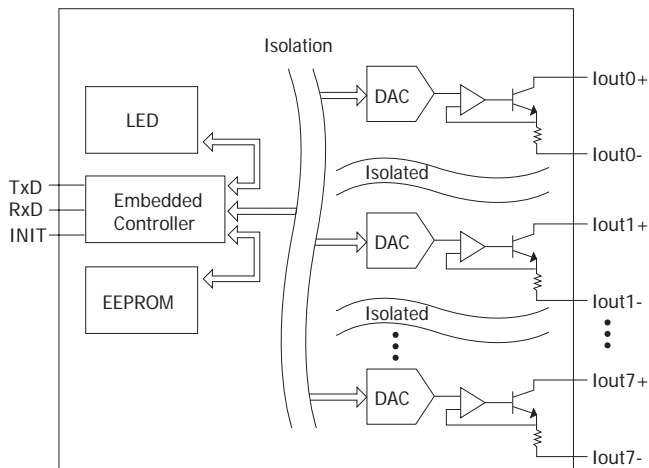 Isolation
LED
TxD
RxD
INIT
Embedded
Controller
EEPROM
DAC
Iout0+
Iout0-
Isolated
DAC
Iout1+
Iout1-
Isolated
DAC
Iout7+
Iout7-